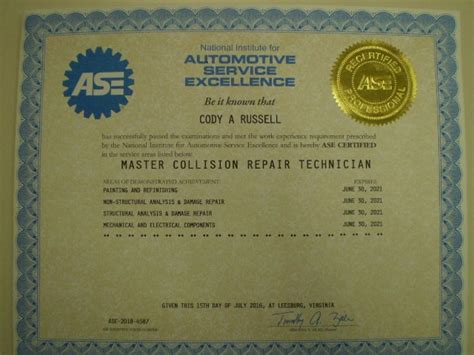 ASE
National Institute for
AUTOMOTIVE
SERVICE
EXCELLENCE
RECERTIFIED
ASE
PROFESSIONAL
Be it known that
CODY A RUSSELL
has successfully passed the examinations and met the work experience requirement prescribed
by the National Institute for Automotive Service Excellence and is hereby ASE CERTIFIED
in the service areas listed below:
MASTER COLLISION REPAIR TECHNICIAN
AREAS OF DEMONSTRATED ACHIEVEMENT EXPIRES
PAINTING AND REFINISHING JUNE 30, 2021
NON-STRUCTURAL ANALYSIS & DAMAGE REPAIR JUNE 30, 2021
STRUCTURAL ANALYSIS & DAMAGE REPAIR JUNE 30, 2021
MECHANICAL AND ELECTRICAL COMPONENTS JUNE 30, 2021
** ** ** ** ** ** ** ** ** ** ** ** ** ** ** ** ** **
GIVEN THIS 15TH DAY OF JULY 2016, AT LEESBURG, VIRGINIA
Timothy A.